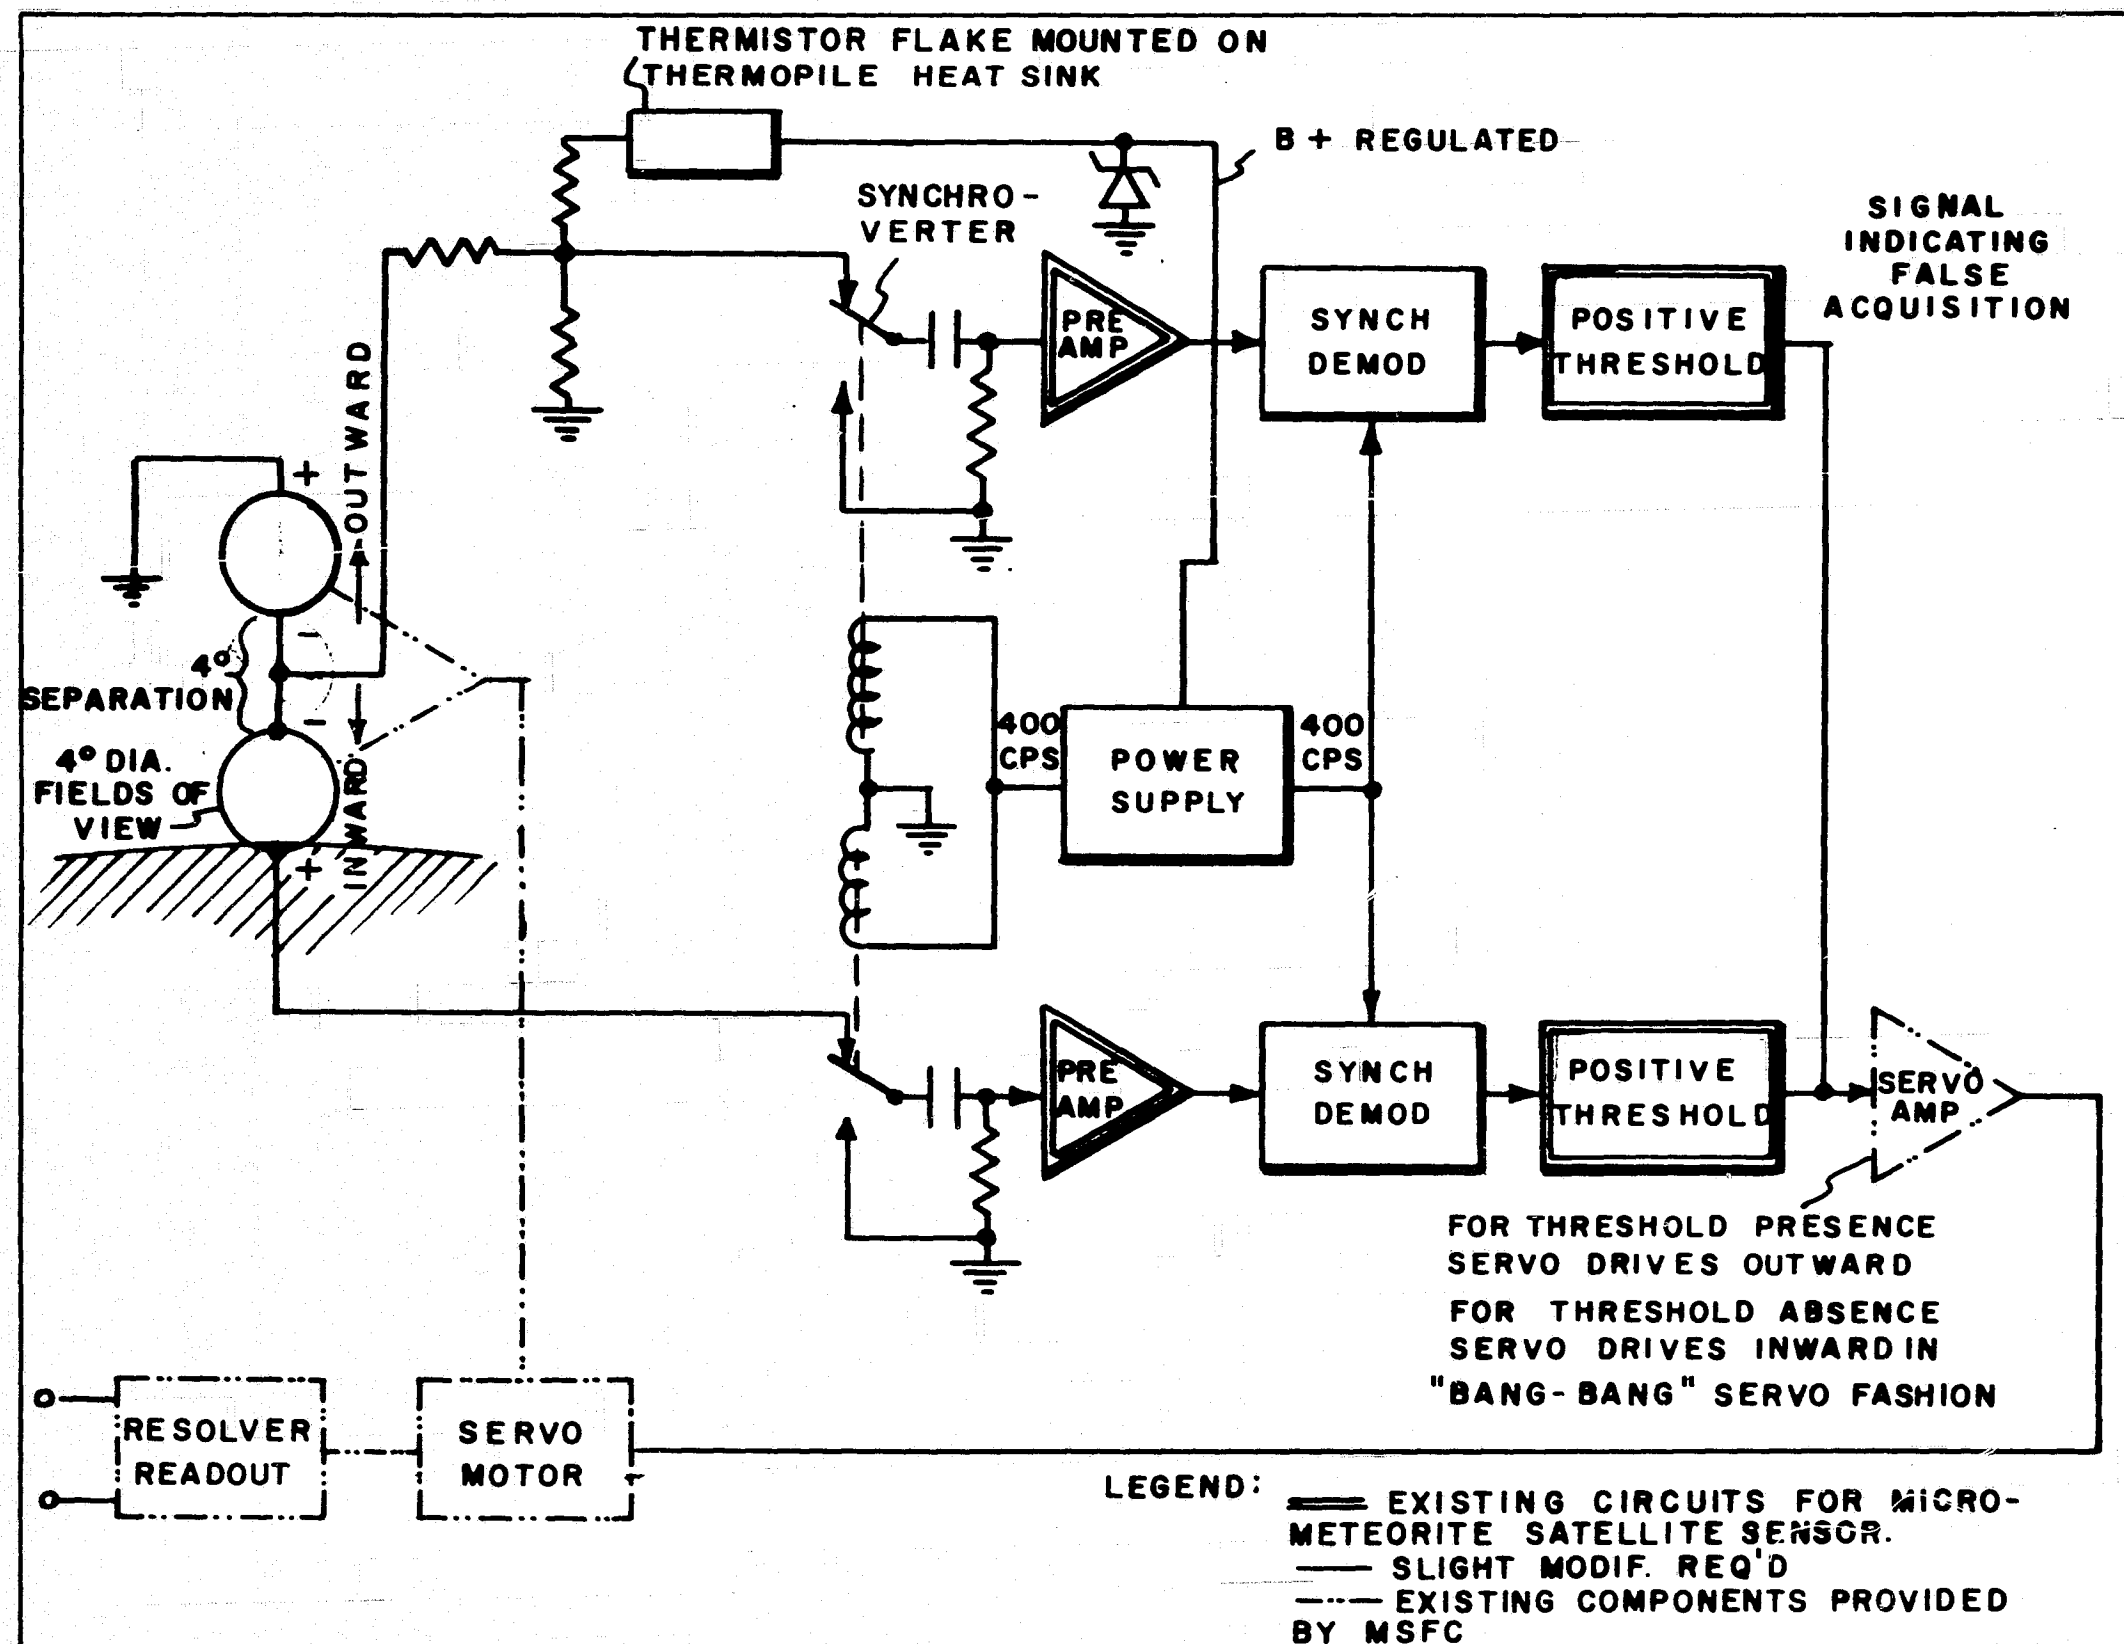 THERMISTOR FLAKE MOUNTED ON
THERMOPILE HEAT SINK
B + REGULATED
SYNCHRO-
VERTER
SIGNAL
INDICATING
FALSE
ACQUISITION
PRE
AMP
SYNCH
DEMOD
POSITIVE
THRESHOLD
OUTWARD
+
-
4°
SEPARATION
-
4° DIA.
FIELDS OF
VIEW
INWARD
+
400
CPS
POWER
SUPPLY
400
CPS
PRE
AMP
SYNCH
DEMOD
POSITIVE
THRESHOLD
SERVO
AMP
FOR THRESHOLD PRESENCE
SERVO DRIVES OUTWARD
FOR THRESHOLD ABSENCE
SERVO DRIVES INWARD IN
"BANG-BANG" SERVO FASHION
RESOLVER
READOUT
SERVO
MOTOR
LEGEND:
EXISTING CIRCUITS FOR MICRO-
METEORITE SATELLITE SENSOR.
SLIGHT MODIF. REQ'D
EXISTING COMPONENTS PROVIDED
BY MSFC